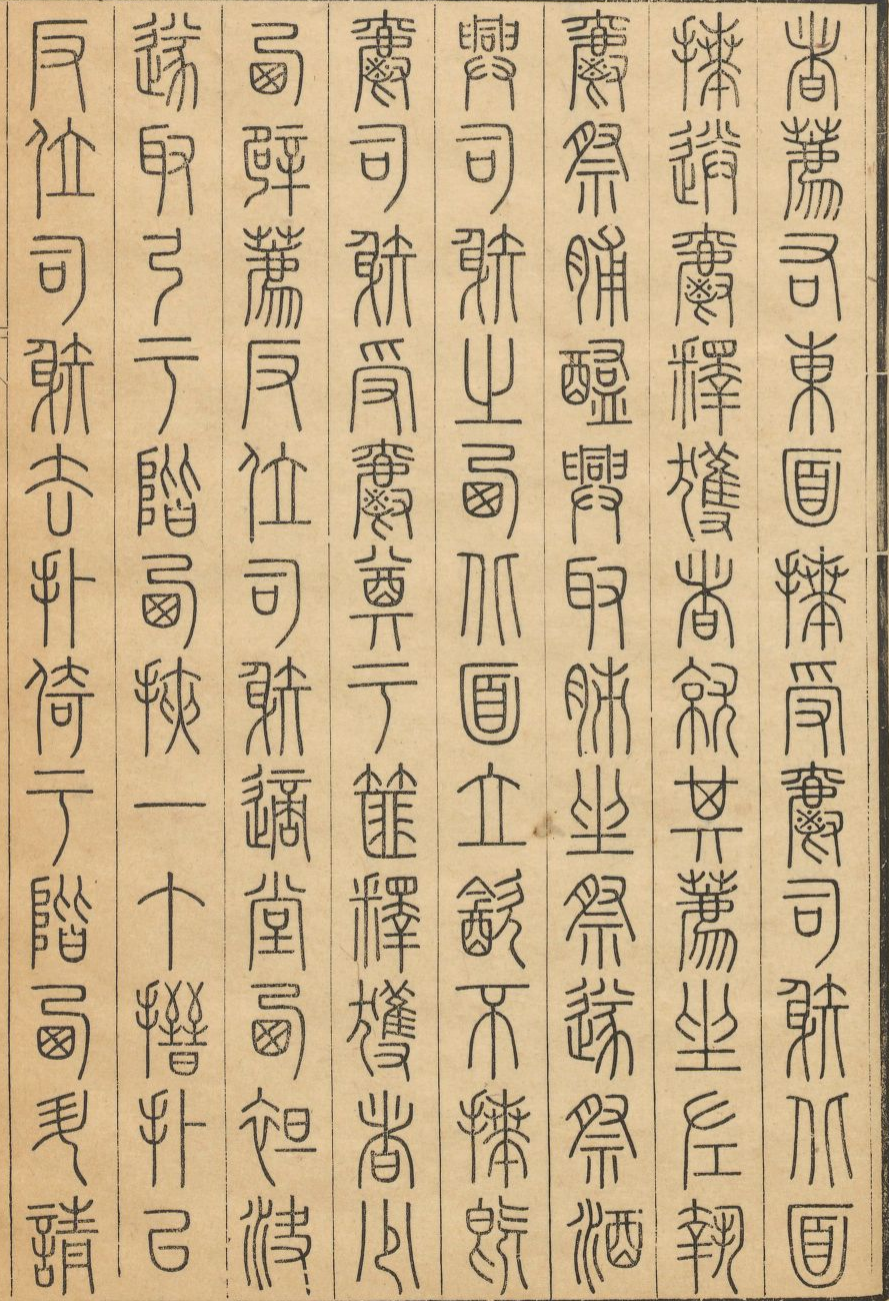 者薦右東面拜受爵司射北面
拜送爵釋獲者就其薦坐左執
爵祭脯醢興取肺坐祭遂祭酒
興司射之西北面立飲不拜既
爵司射受爵奠于篚釋獲者少
西辟薦反位司射適堂西袒決
遂取弓于階西挾一个搢扑以
反位司射去扑倚于階西升請